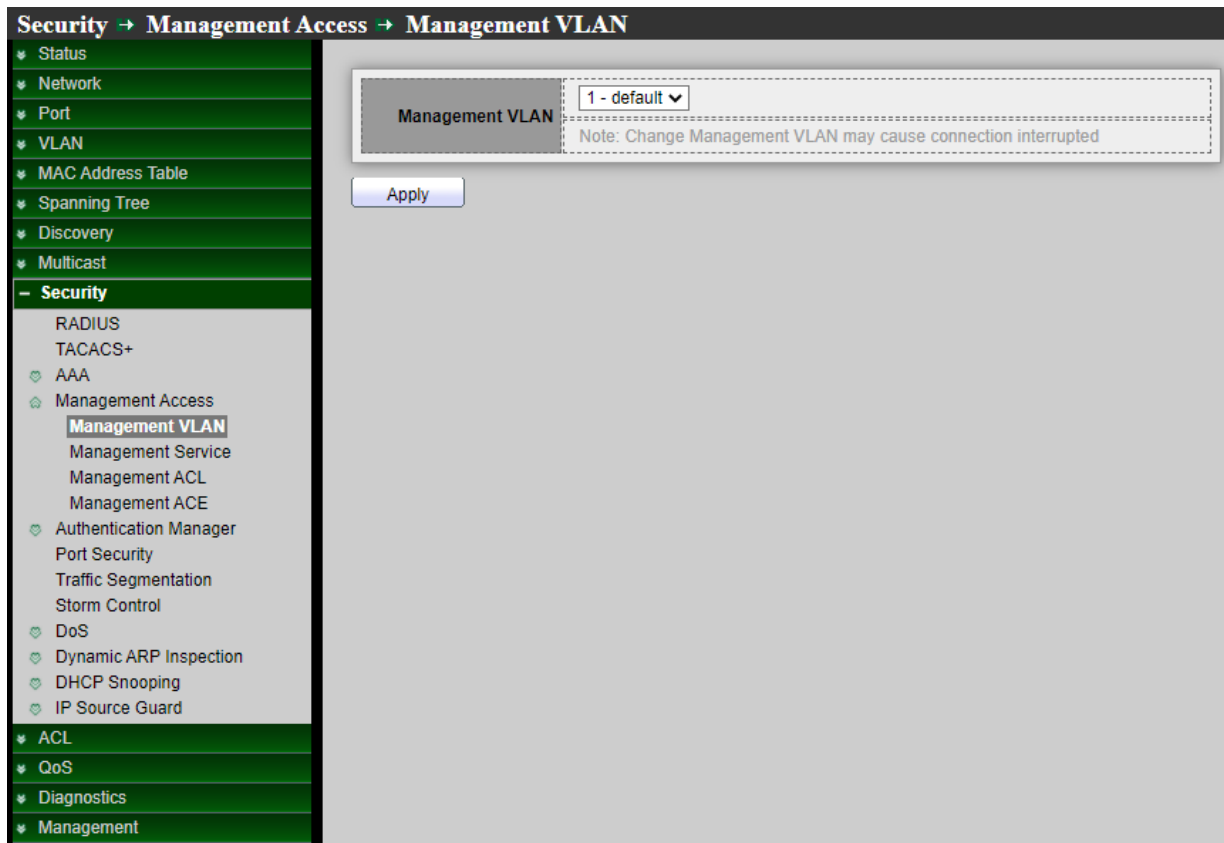 Security → Management Access → Management VLAN
Status
Network
Port
VLAN
MAC Address Table
Spanning Tree
Discovery
Multicast
Security
RADIUS
TACACS+
AAA
Management Access
Management VLAN
Management Service
Management ACL
Management ACE
Authentication Manager
Port Security
Traffic Segmentation
Storm Control
DoS
Dynamic ARP Inspection
DHCP Snooping
IP Source Guard
ACL
QoS
Diagnostics
Management
Management VLAN
1 - default
Note: Change Management VLAN may cause connection interrupted
Apply